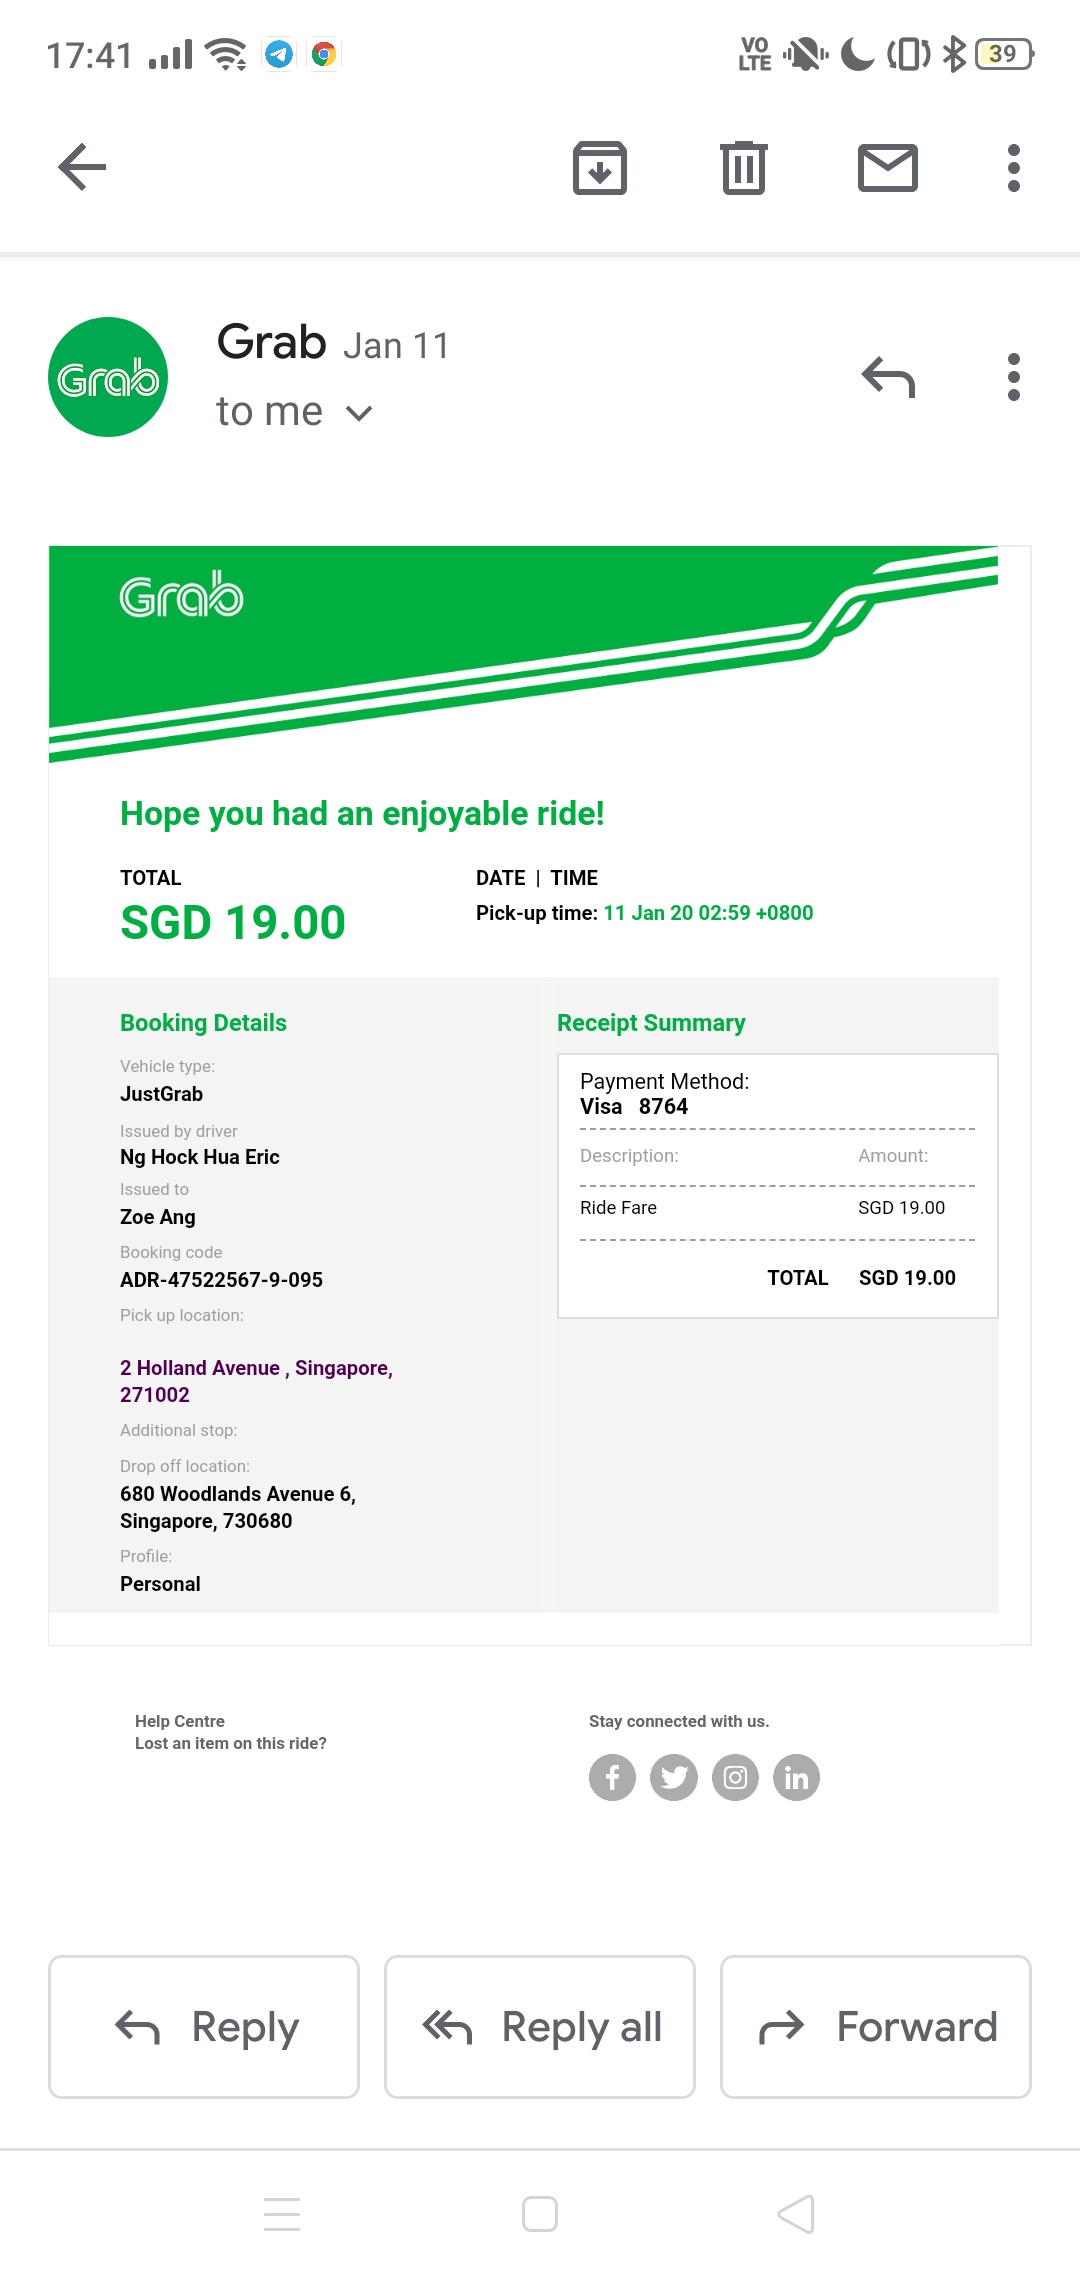 17:41
VO
LTE
39
Grab
Grab Jan 11
to me
Grab
Hope you had an enjoyable ride!
TOTAL
SGD 19.00
DATE | TIME
Pick-up time: 11 Jan 20 02:59 +0800
Booking Details
Vehicle type:
JustGrab
Issued by driver
Ng Hock Hua Eric
Issued to
Zoe Ang
Booking code
ADR-47522567-9-095
Pick up location:
2 Holland Avenue , Singapore,
271002
Additional stop:
Drop off location:
680 Woodlands Avenue 6,
Singapore, 730680
Profile:
Personal
Receipt Summary
Payment Method:
Visa 8764
Description: Amount:
Ride Fare SGD 19.00
TOTAL SGD 19.00
Help Centre
Lost an item on this ride?
Stay connected with us.
Reply
Reply all
Forward